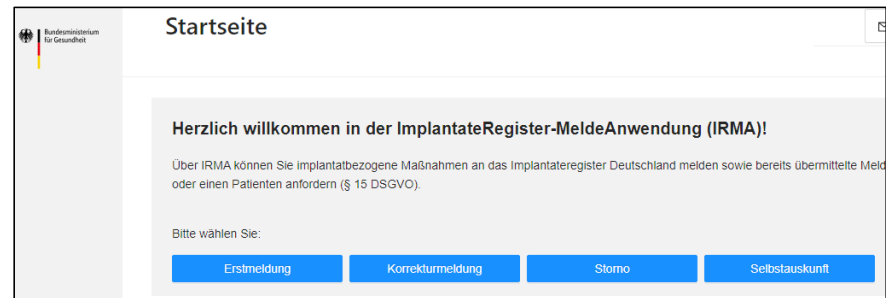 Bundesministerium
für Gesundheit
Startseite
Herzlich willkommen in der ImplantateRegister-MeldeAnwendung (IRMA)!
Über IRMA können Sie implantatbezogene Maßnahmen an das Implantateregister Deutschland melden sowie bereits übermittelte Meld
oder einen Patienten anfordern (§ 15 DSGVO).
Bitte wählen Sie:
Erstmeldung
Korrekturmeldung
Storno
Selbstauskunft